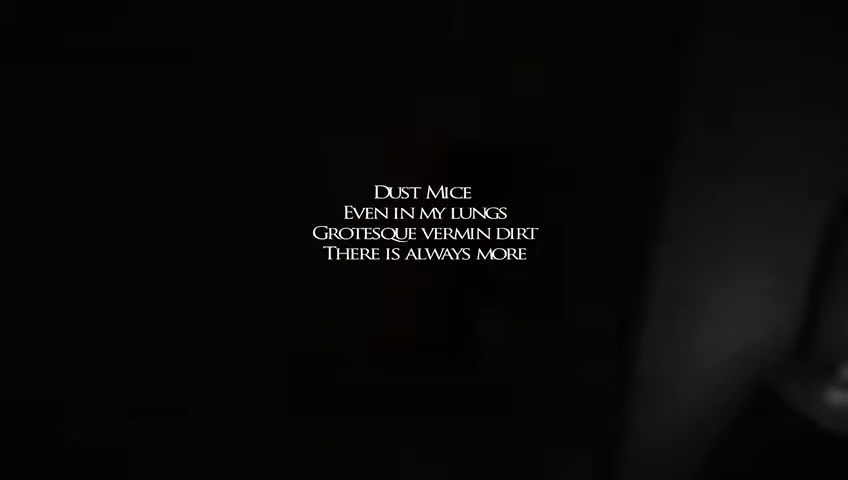 Dust Mice
Even in my lungs
Grotesque vermin dirt
There is always more